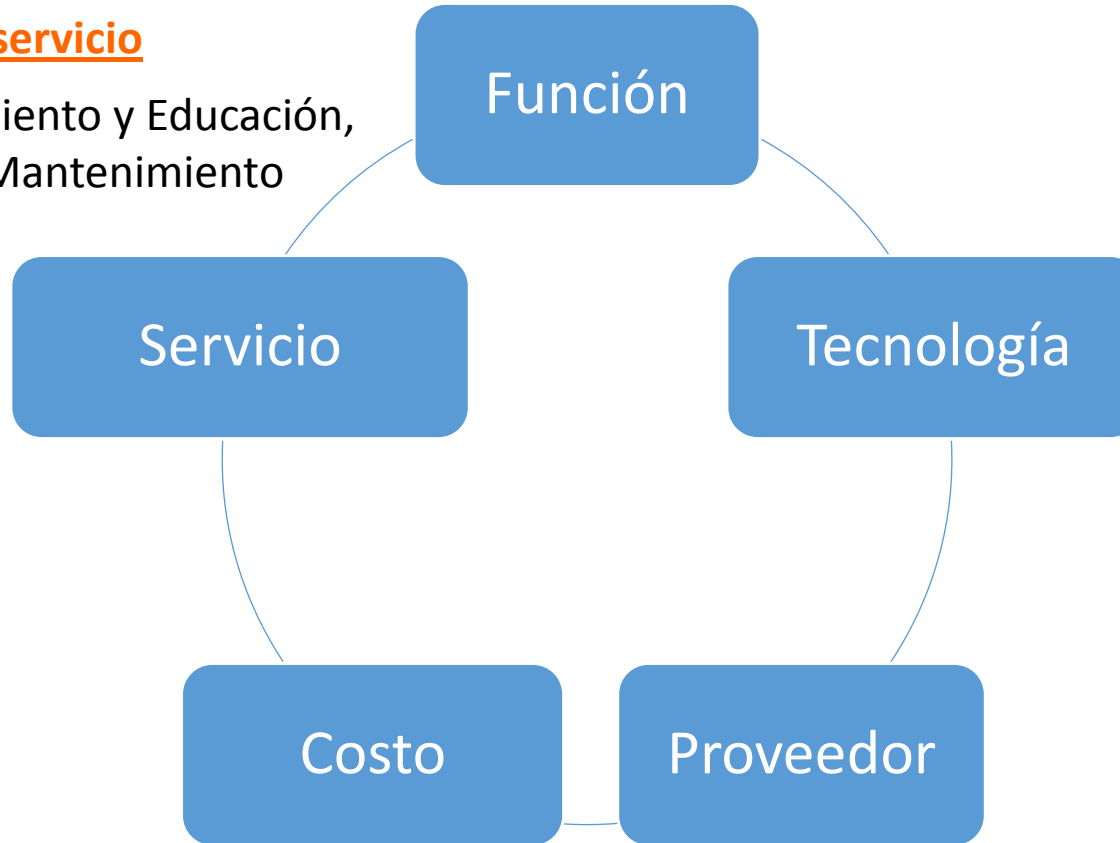 servicio
iento y Educación,
Mantenimiento
Función
Servicio
Tecnología
Costo
Proveedor